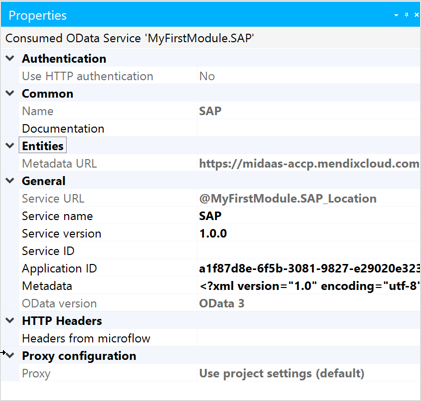 Properties
Consumed OData Service 'MyFirstModule.SAP'
Authentication
Use HTTP authentication No
Common
Name SAP
Documentation
Entities
Metadata URL https://midaas-accp.mendixcloud.com
General
Service URL @MyFirstModule.SAP_Location
Service name SAP
Service version 1.0.0
Service ID
Application ID a1f87d8e-6f5b-3081-9827-e29020e323
Metadata <?xml version="1.0" encoding="utf-8"
OData version OData 3
HTTP Headers
Headers from microflow
Proxy configuration
Proxy Use project settings (default)